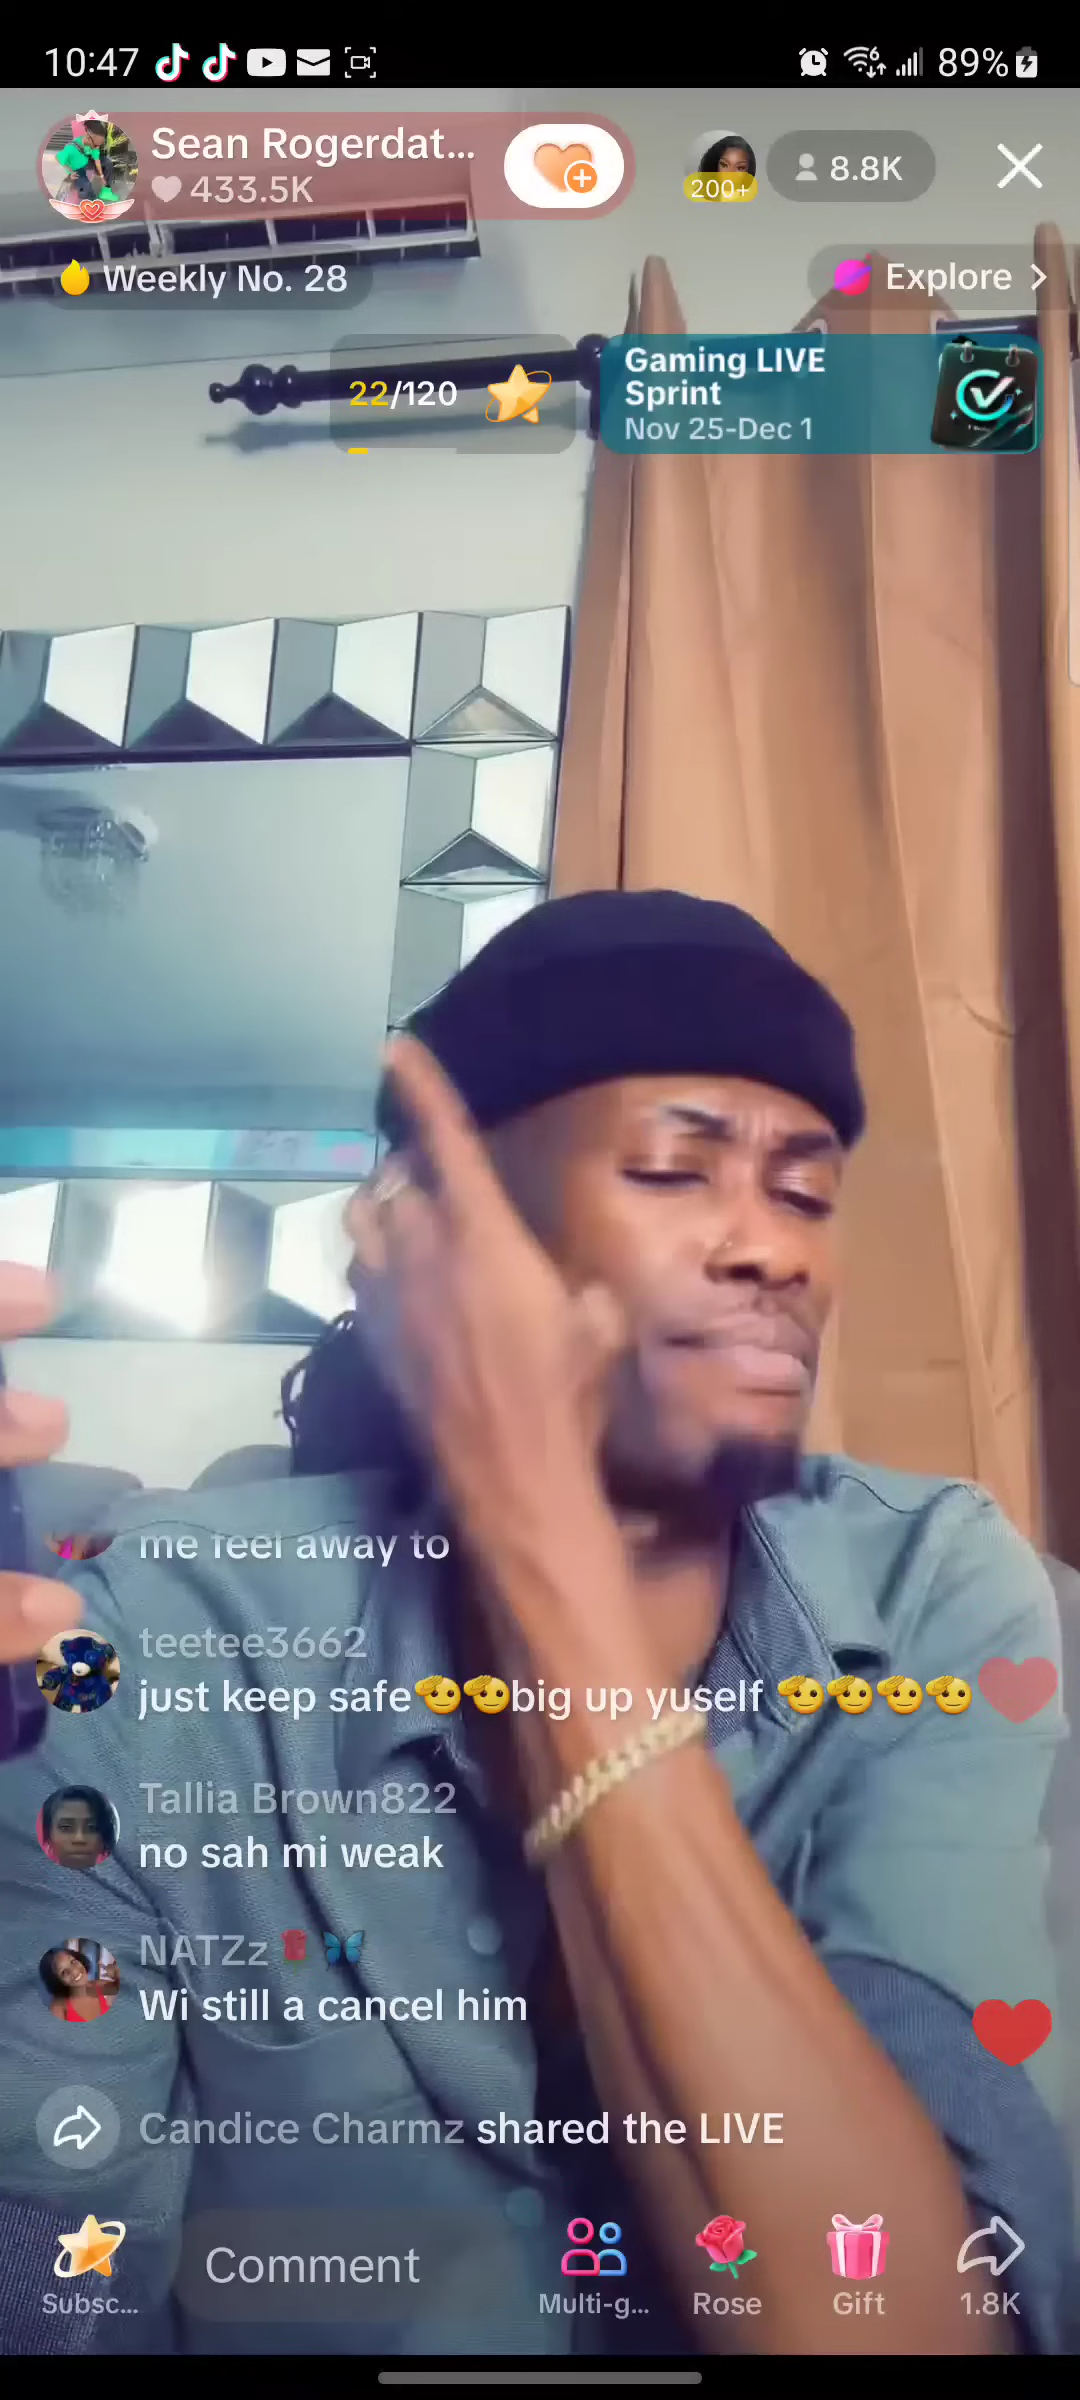 10:47
89%
Sean Rogerdat...
433.5K
200+
8.8K
Weekly No. 28
Explore
22/120
Gaming LIVE
Sprint
Nov 25-Dec 1
me feel away to
teetee3662
just keep safe🫡🫡big up yuself 🫡🫡🫡🫡
Tallia Brown822
no sah mi weak
NATZz🌹🦋
Wi still a cancel him
Candice Charmz shared the LIVE
Subsc...
Comment
Multi-g...
Rose
Gift
1.8K